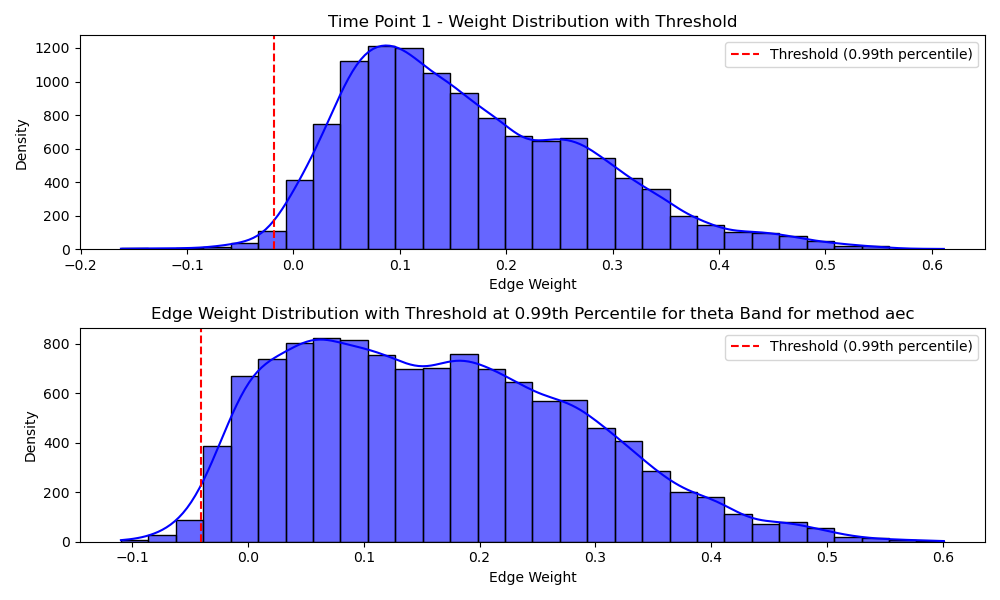 Time Point 1 - Weight Distribution with Threshold
Density
1200
1000
800
600
400
200
0
Threshold (0.99th percentile)
−0.2 −0.1 0.0 0.1 0.2 0.3 0.4 0.5 0.6
Edge Weight
Edge Weight Distribution with Threshold at 0.99th Percentile for theta Band for method aec
Density
800
600
400
200
0
Threshold (0.99th percentile)
−0.1 0.0 0.1 0.2 0.3 0.4 0.5 0.6
Edge Weight